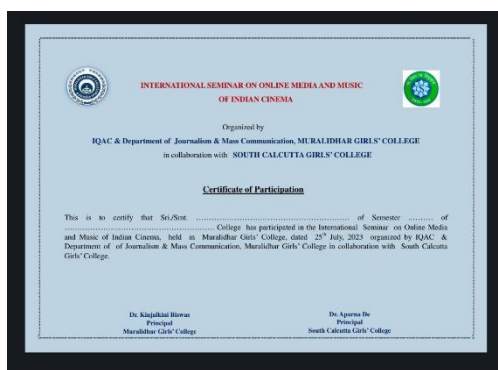 INTERNATIONAL SEMINAR ON ONLINE MEDIA AND MUSIC
OF INDIAN CINEMA
Organized by
IQAC & Department of Journalism & Mass Communication, MURALIDHAR GIRLS' COLLEGE
in collaboration with SOUTH CALCUTTA GIRLS' COLLEGE
Certificate of Participation
This is to certify that Sri./Smt. ……………………………………………… of Semester ……… of
……………………………………………… College has participated in the International Seminar on Online Media
and Music of Indian Cinema, held in Muralidhar Girls' College, dated 25th July, 2023 organized by IQAC &
Department of of Journalism & Mass Communication, Muralidhar Girls' College in collaboration with South Calcutta
Girls' College.
Dr. Kinjalkini Biswas
Principal
Muralidhar Girls' College
Dr. Aparna De
Principal
South Calcutta Girls' College